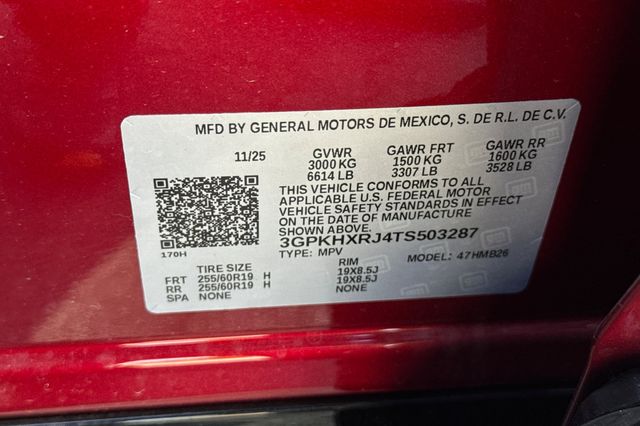 MFD BY GENERAL MOTORS DE MEXICO, S. DE R.L. DE C.V.
11/25 GVWR GAWR FRT GAWR RR
3000 KG 1500 KG 1600 KG
6614 LB 3307 LB 3528 LB
THIS VEHICLE CONFORMS TO ALL
APPLICABLE U.S. FEDERAL MOTOR
VEHICLE SAFETY STANDARDS IN EFFECT
ON THE DATE OF MANUFACTURE
SHOWN ABOVE.
3GPKHXRJ4TS503287
170H TYPE: MPV MODEL: 47HMB26
TIRE SIZE RIM
FRT 255/60R19 H 19X8.5J
RR 255/60R19 H 19X8.5J
SPA NONE NONE